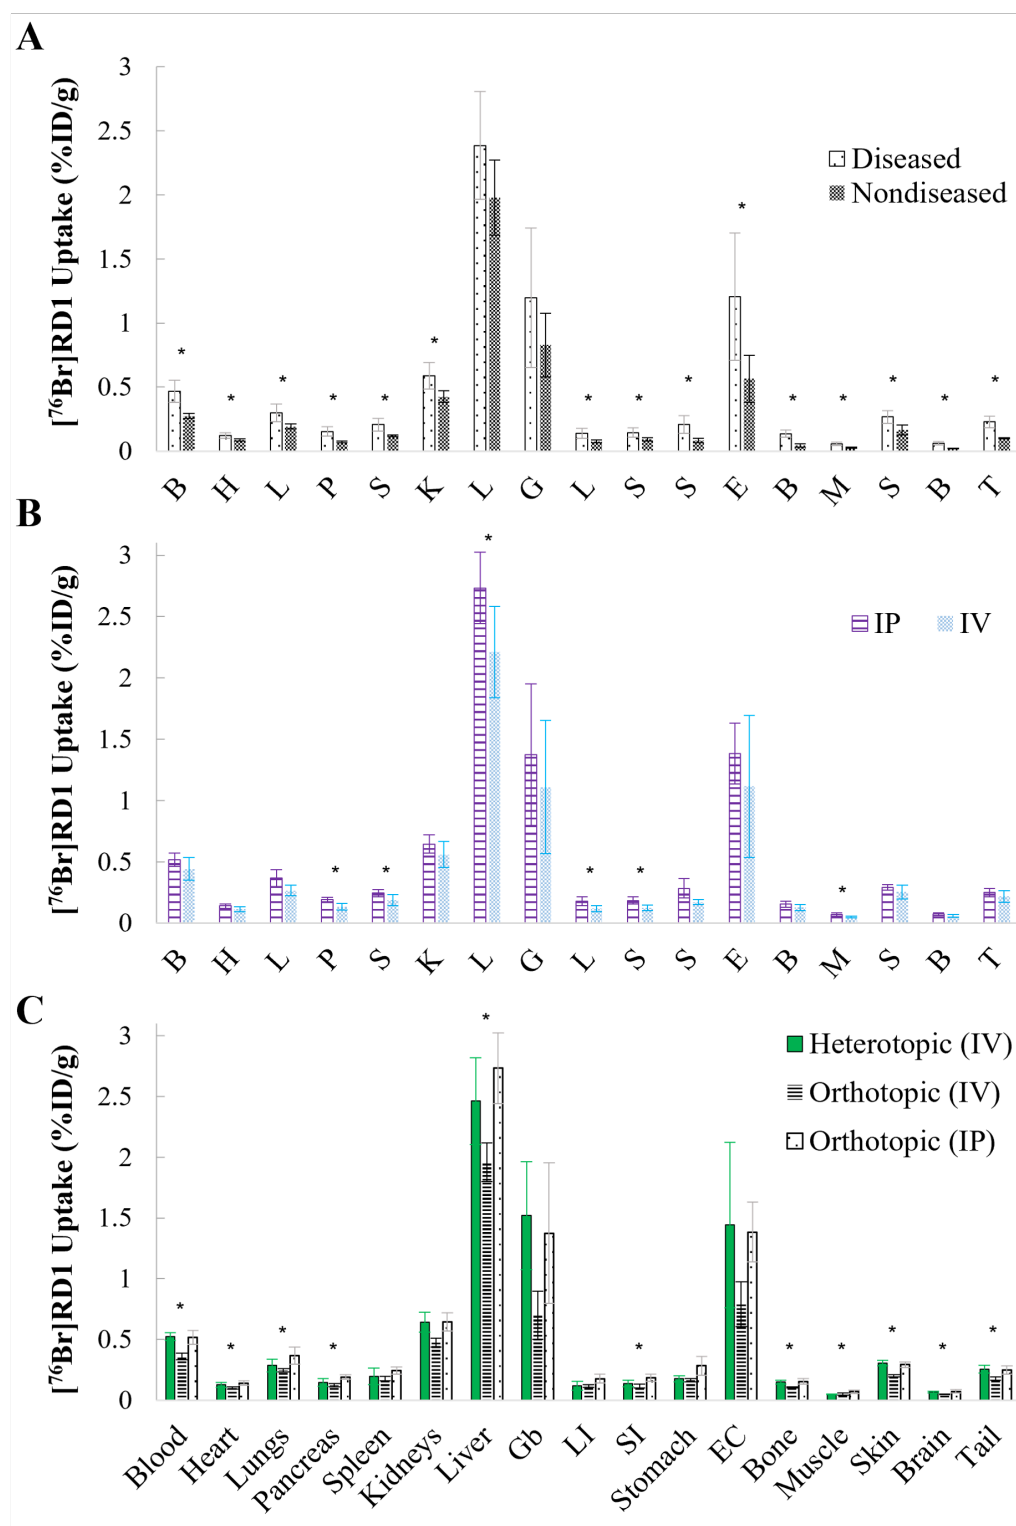 A
[⁷⁶Br]RD1 Uptake (%ID/g)
3
2.5
2
1.5
1
0.5
0
Diseased
Nondiseased
* * * * * * * * * * * * * * *
B H L P S K L G L S S E B M S B T
B
[⁷⁶Br]RD1 Uptake (%ID/g)
3
2.5
2
1.5
1
0.5
0
IP IV
* * * * * *
B H L P S K L G L S S E B M S B T
C
[⁷⁶Br]RD1 Uptake (%ID/g)
3
2.5
2
1.5
1
0.5
0
Heterotopic (IV)
Orthotopic (IV)
Orthotopic (IP)
* * * * * * * * * * *
Blood Heart Lungs Pancreas Spleen Kidneys Liver Gb LI SI Stomach EC Bone Muscle Skin Brain Tail